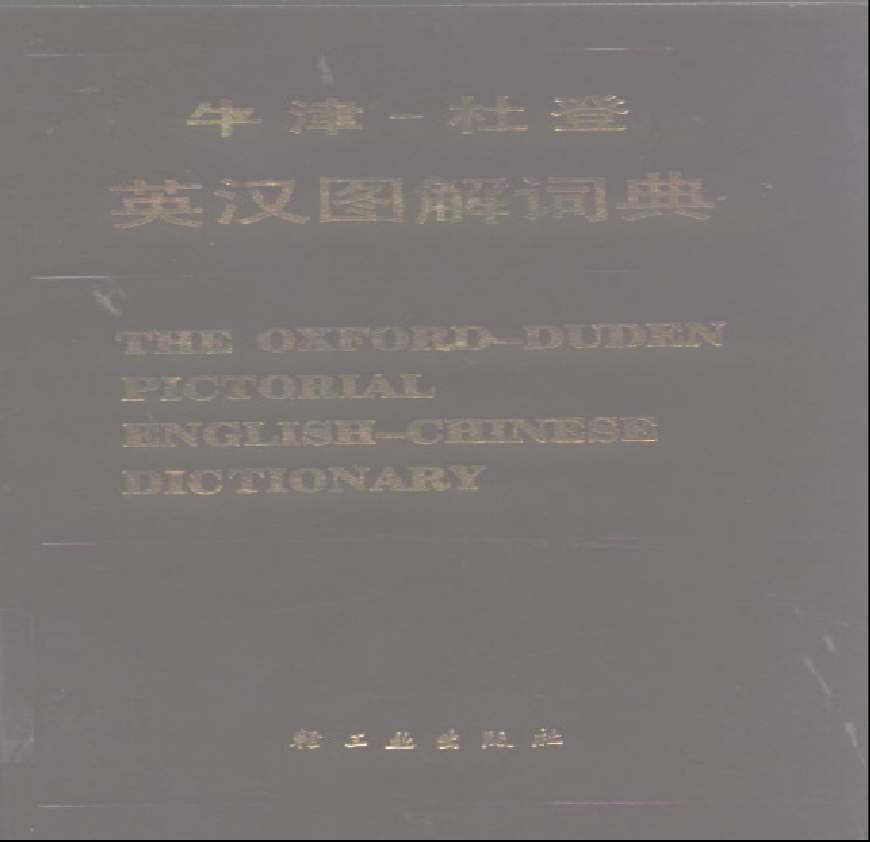 牛津-杜登
英汉图解词典
THE OXFORD-DUDEN
PICTORIAL
ENGLISH-CHINESE
DICTIONARY
轻工业出版社